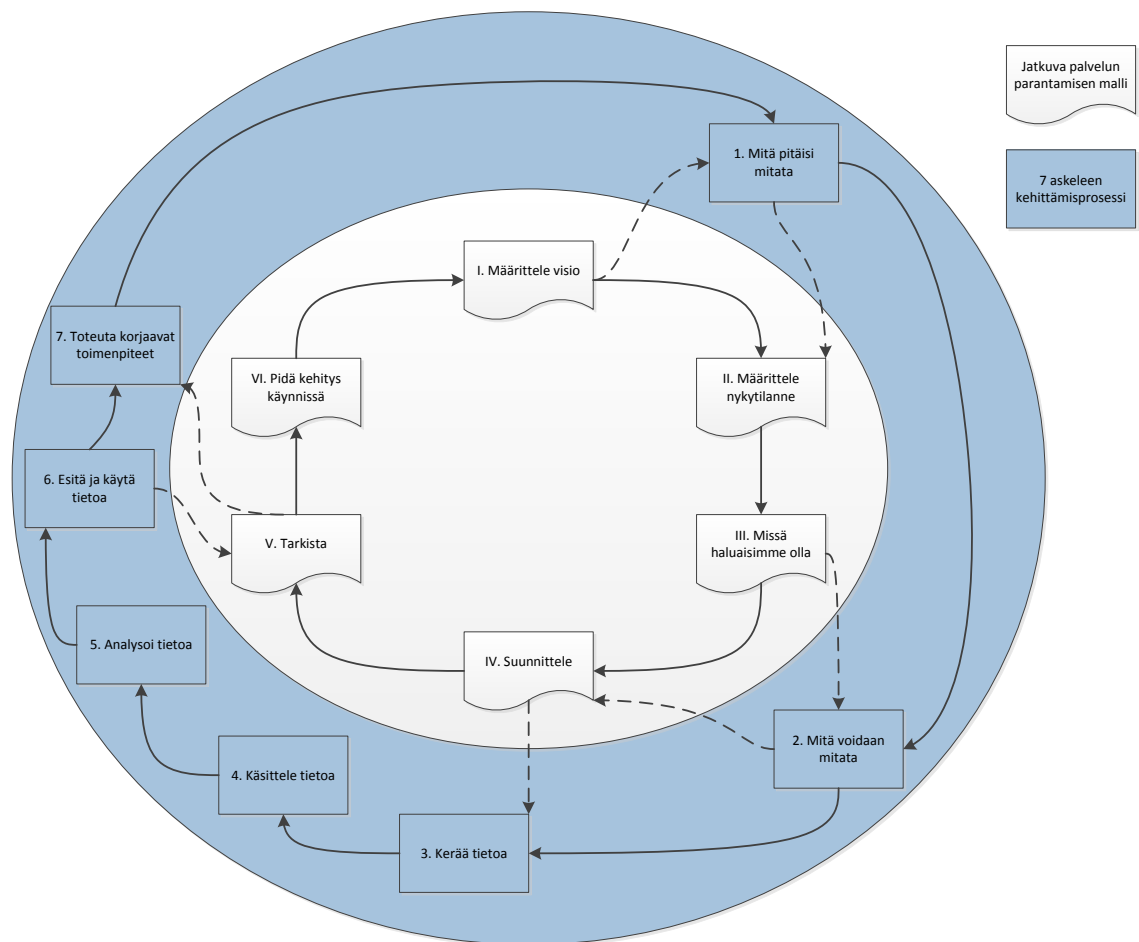 Jatkuva palvelun
parantamisen malli
7 askeleen
kehittämisprosessi
1. Mitä pitäisi
mitata
I. Määrittele visio
7. Toteuta korjaavat
toimenpiteet
VI. Pidä kehitys
käynnissä
II. Määrittele
nykytilanne
6. Esitä ja käytä
tietoa
V. Tarkista
III. Missä
haluaisimme olla
5. Analysoi tietoa
IV. Suunnittele
2. Mitä voidaan
mitata
4. Käsittele tietoa
3. Kerää tietoa